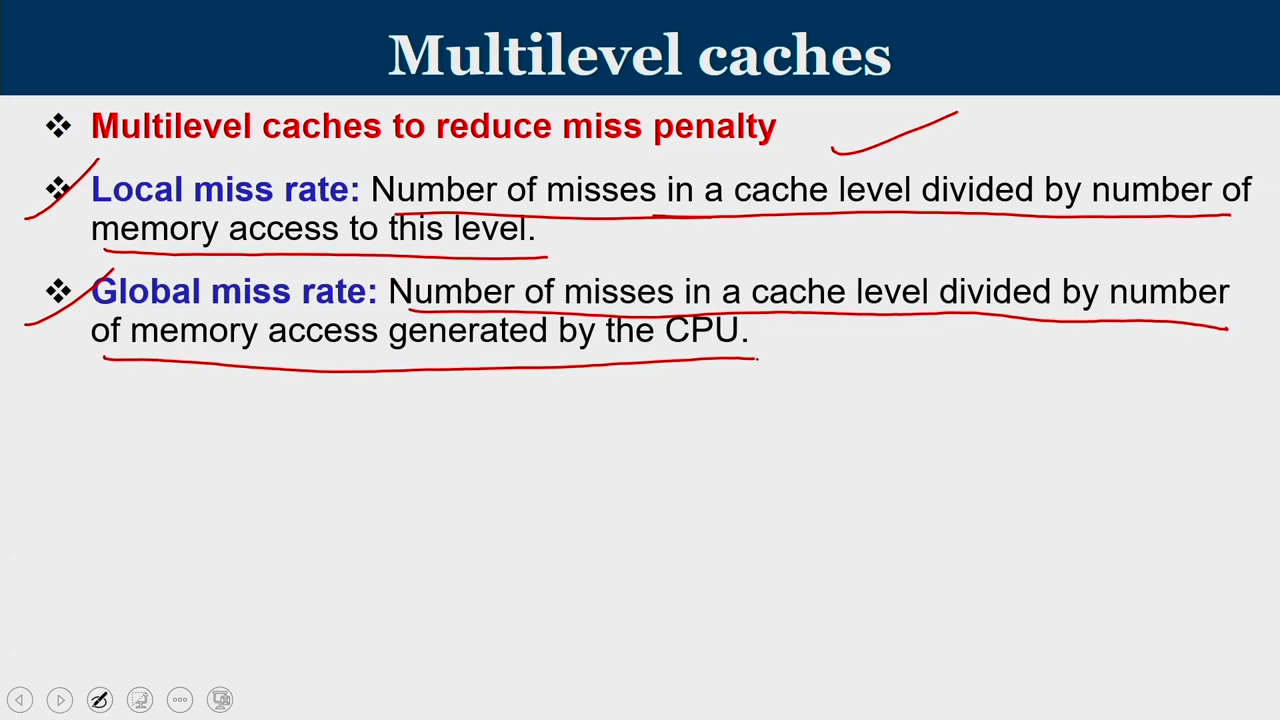 Multilevel caches
❖ Multilevel caches to reduce miss penalty
❖ Local miss rate: Number of misses in a cache level divided by number of
memory access to this level.
❖ Global miss rate: Number of misses in a cache level divided by number
of memory access generated by the CPU.